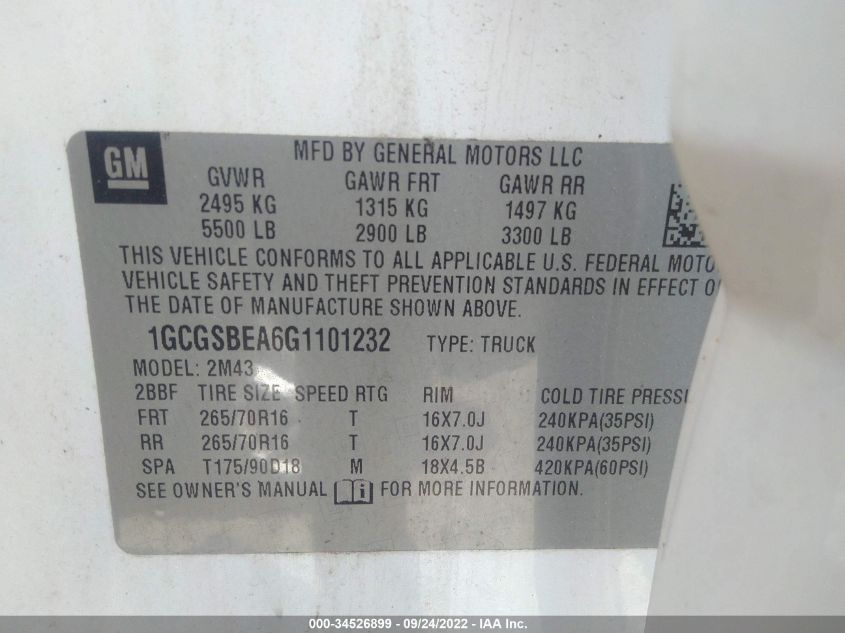 GM
MFD BY GENERAL MOTORS LLC
GVWR GAWR FRT GAWR RR
2495 KG 1315 KG 1497 KG
5500 LB 2900 LB 3300 LB
THIS VEHICLE CONFORMS TO ALL APPLICABLE U.S. FEDERAL MOTO
VEHICLE SAFETY AND THEFT PREVENTION STANDARDS IN EFFECT O
THE DATE OF MANUFACTURE SHOWN ABOVE.
1GCGSBEA6G1101232 TYPE: TRUCK
MODEL: 2M43
2BBF TIRE SIZE SPEED RTG RIM COLD TIRE PRESS
FRT 265/70R16 T 16X7.0J 240KPA(35PSI)
RR 265/70R16 T 16X7.0J 240KPA(35PSI)
SPA T175/90D18 M 18X4.5B 420KPA(60PSI)
SEE OWNER'S MANUAL i FOR MORE INFORMATION.
000-34526899 - 09/24/2022 - IAA Inc.